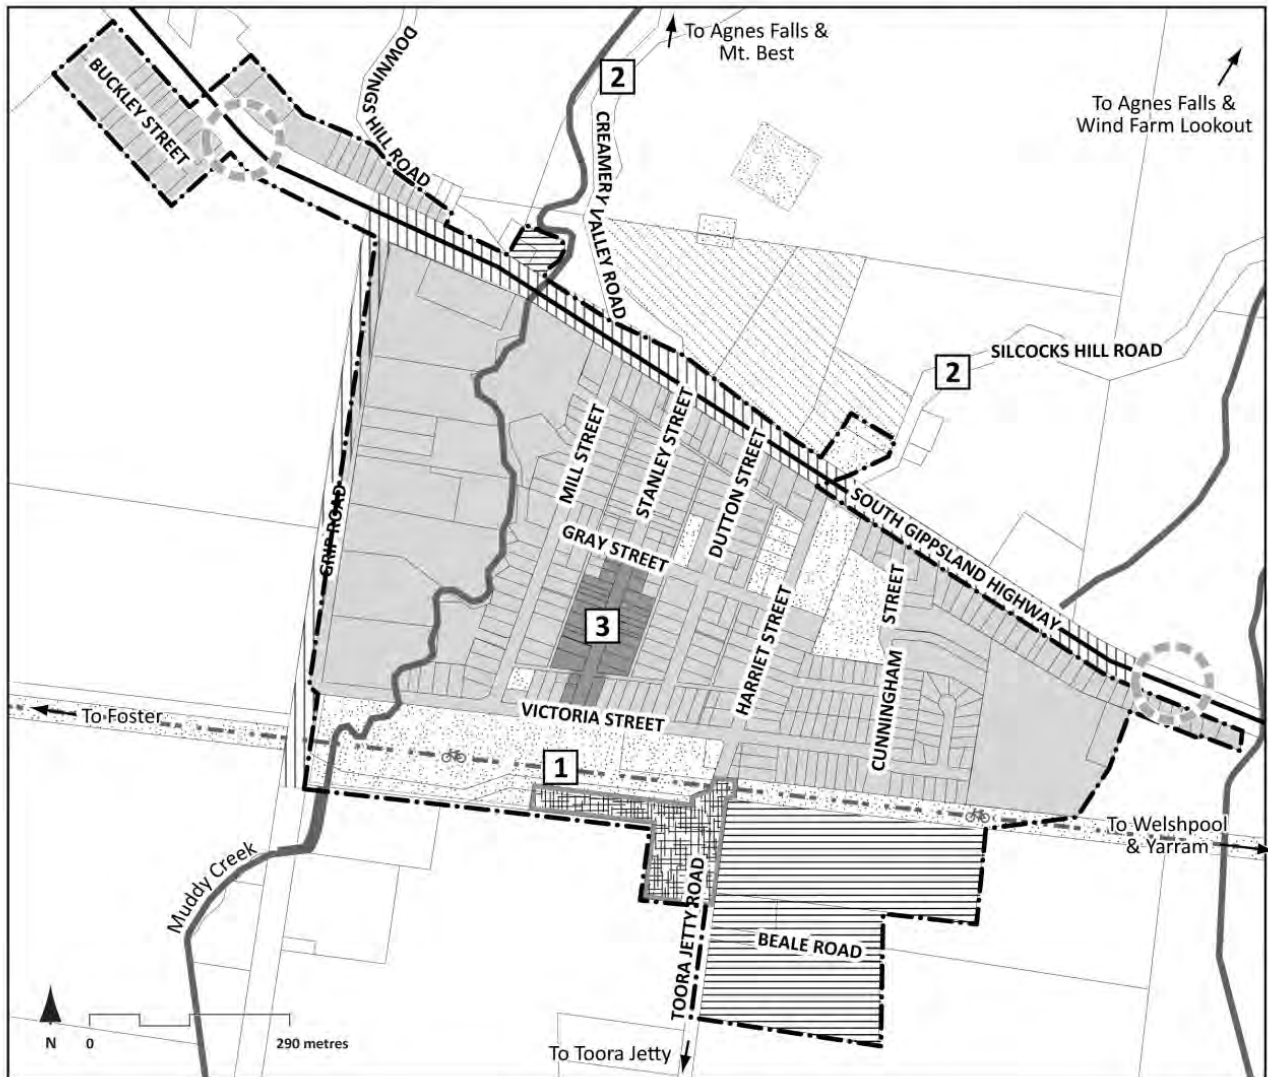 To Agnes Falls &
Mt. Best
DOWNINGS HILL ROAD
2
BUCKLEY STREET
CREAMERY VALLEY ROAD
To Agnes Falls &
Wind Farm Lookout
SILCOCKS HILL ROAD
2
MILL STREET
STANLEY STREET
DUTTON STREET
GRIP ROAD
GRAY STREET
SOUTH GIPPSLAND HIGHWAY
CUNNINGHAM STREET
HARRIET STREET
3
VICTORIA STREET
To Foster
1
To Welshpool
& Yarram
Muddy Creek
TOORA JETTY ROAD
BEALE ROAD
N
0
290 metres
To Toora Jetty